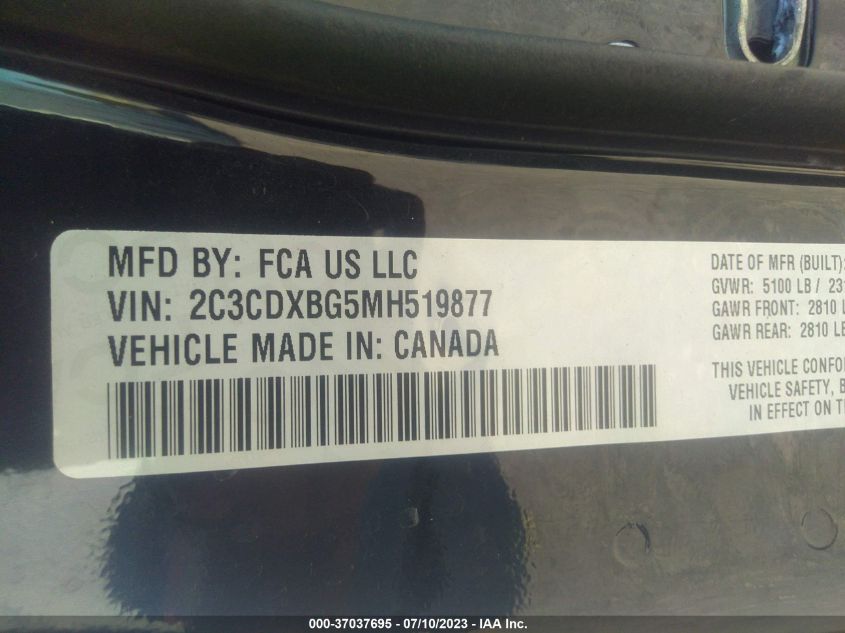 MFD BY: FCA US LLC
VIN: 2C3CDXBG5MH519877
VEHICLE MADE IN: CANADA
DATE OF MFR (BUILT):
GVWR: 5100 LB /
GAWR FRONT: 2810
GAWR REAR: 2810 LB
THIS VEHICLE
VEHICLE SAFETY,
IN EFFECT ON
000-37037695 - 07/10/2023 - IAA Inc.